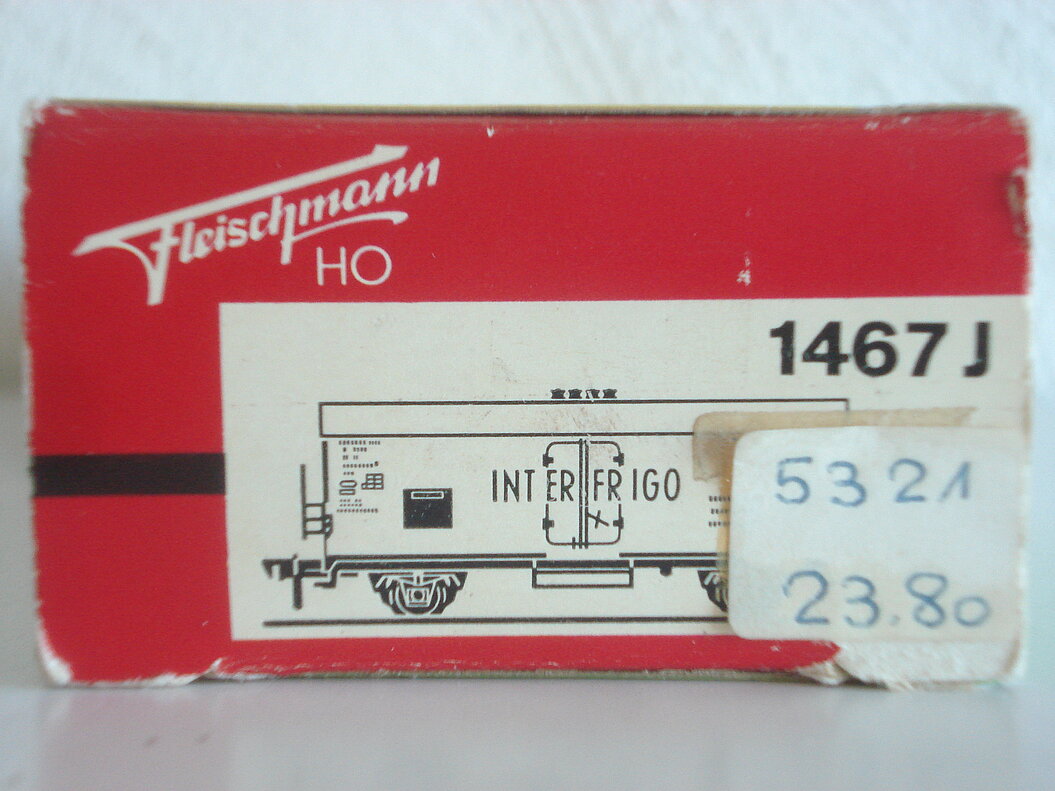 Fleischmann
HO
1467 J
INTERFRIGO
5321
23.80